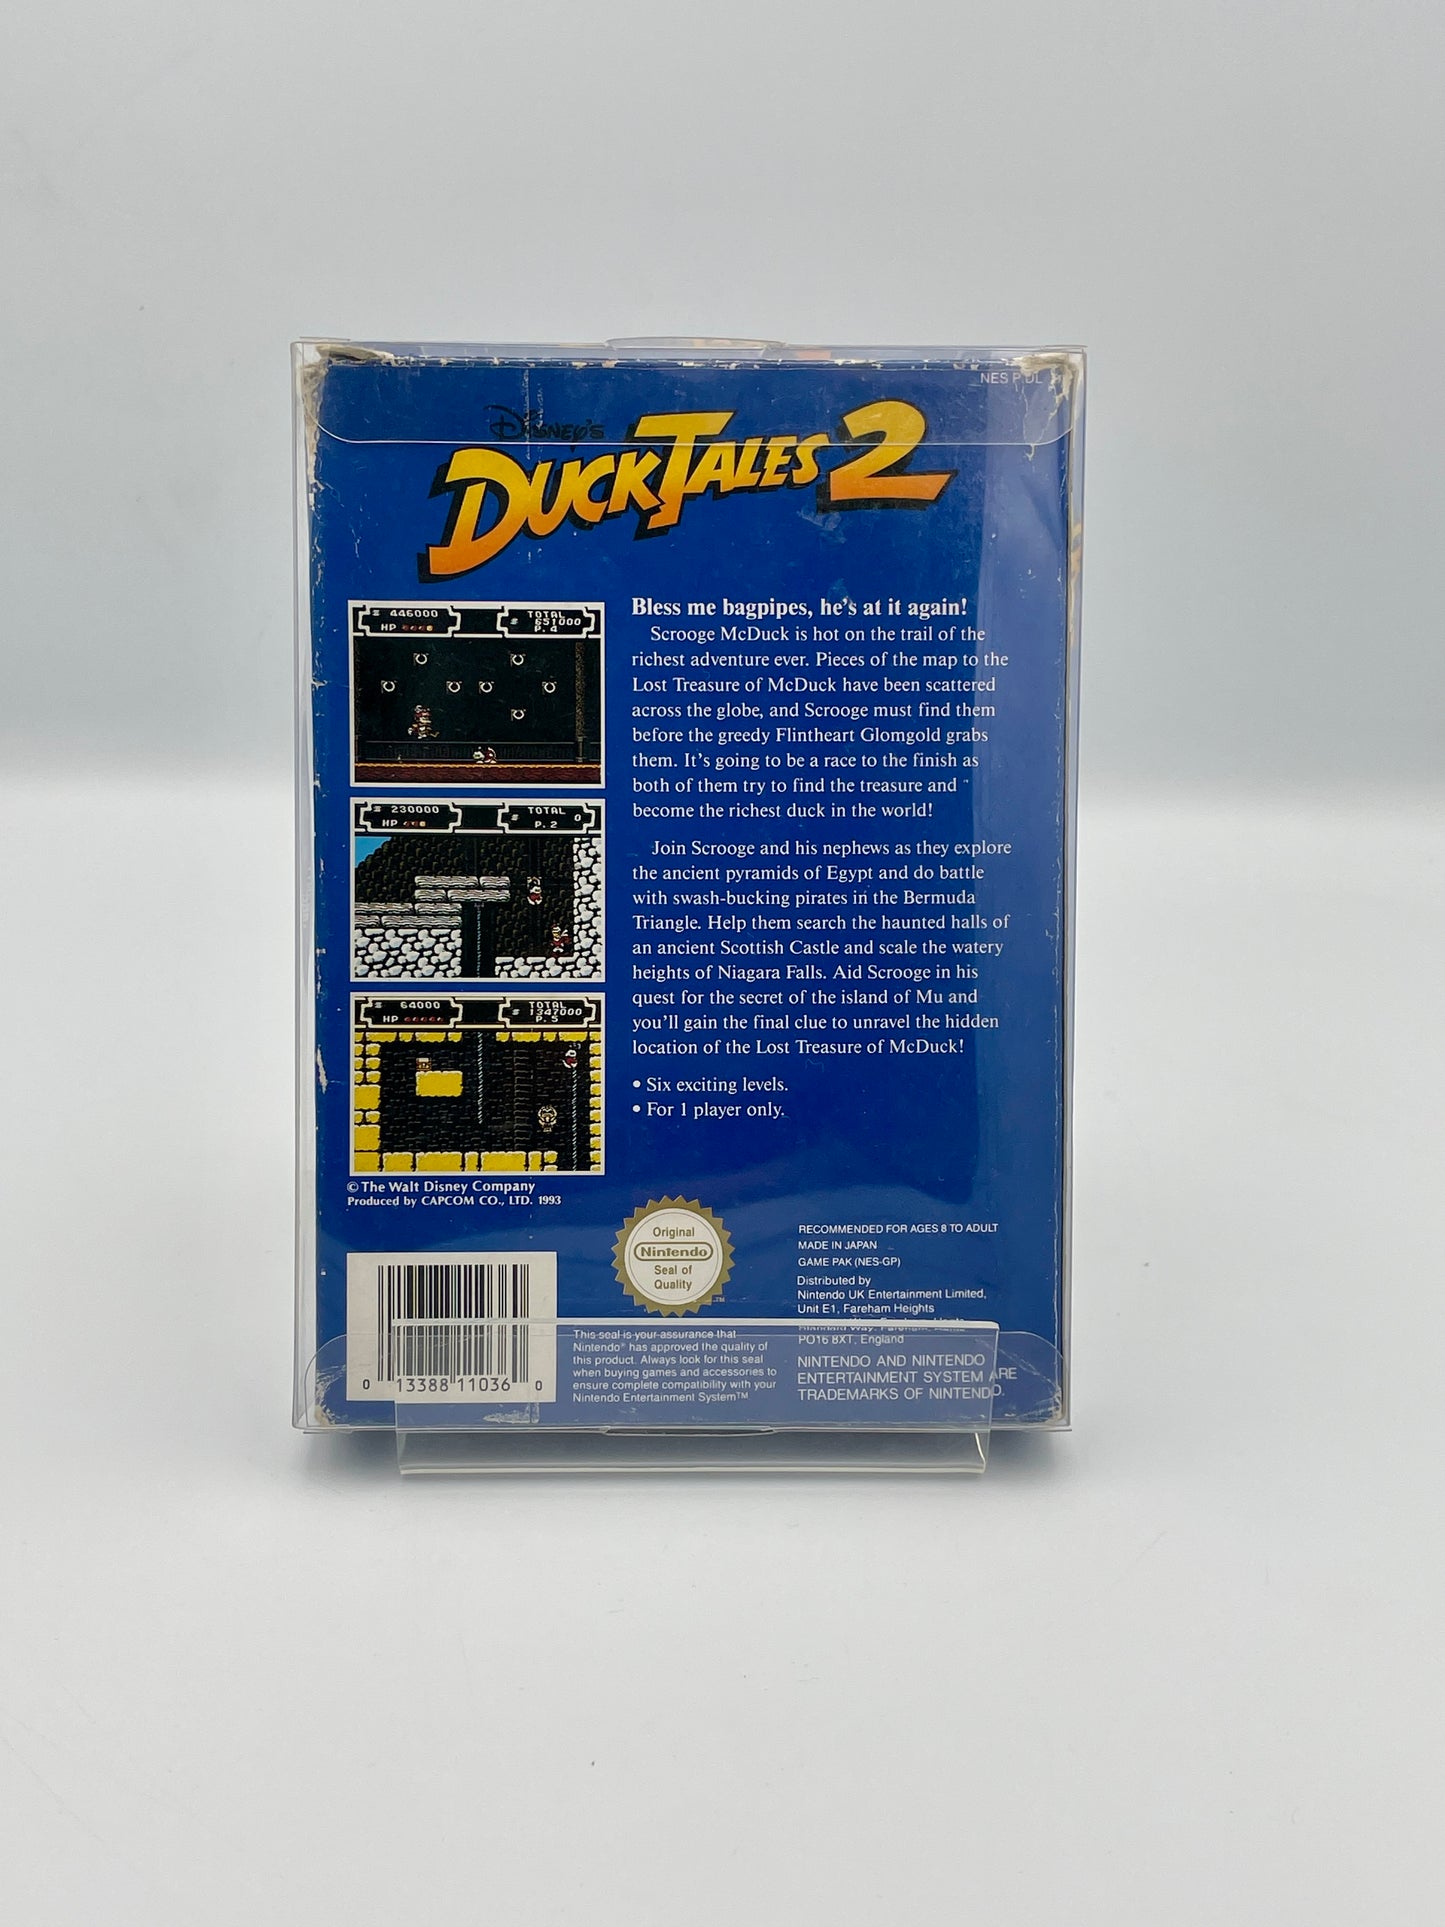 NES P DL
DISNEY'S
DUCKTALES 2
# 446000
HP
TOTAL
# 651000
P. 4
# 230000
HP
TOTAL
# 0
P. 2
# 64000
HP
TOTAL
# 1347000
P. 5
© The Walt Disney Company
Produced by CAPCOM CO., LTD. 1993
Bless me bagpipes, he's at it again!
Scrooge McDuck is hot on the trail of the
richest adventure ever. Pieces of the map to the
Lost Treasure of McDuck have been scattered
across the globe, and Scrooge must find them
before the greedy Flintheart Glomgold grabs
them. It's going to be a race to the finish as
both of them try to find the treasure and
become the richest duck in the world!
Join Scrooge and his nephews as they explore
the ancient pyramids of Egypt and do battle
with swash-bucking pirates in the Bermuda
Triangle. Help them search the haunted halls of
an ancient Scottish Castle and scale the watery
heights of Niagara Falls. Aid Scrooge in his
quest for the secret of the island of Mu and
you'll gain the final clue to unravel the hidden
location of the Lost Treasure of McDuck!
• Six exciting levels.
• For 1 player only.
0 13388 11036 0
Original
Nintendo
Seal of
Quality
TM
This seal is your assurance that
Nintendo® has approved the quality of
this product. Always look for this seal
when buying games and accessories to
ensure complete compatibility with your
Nintendo Entertainment System™
RECOMMENDED FOR AGES 8 TO ADULT
MADE IN JAPAN
GAME PAK (NES-GP)
Distributed by
Nintendo UK Entertainment Limited,
Unit E1, Fareham Heights
Standard Way, Fareham, Hants
PO16 8XT, England
NINTENDO AND NINTENDO
ENTERTAINMENT SYSTEM ARE
TRADEMARKS OF NINTENDO.